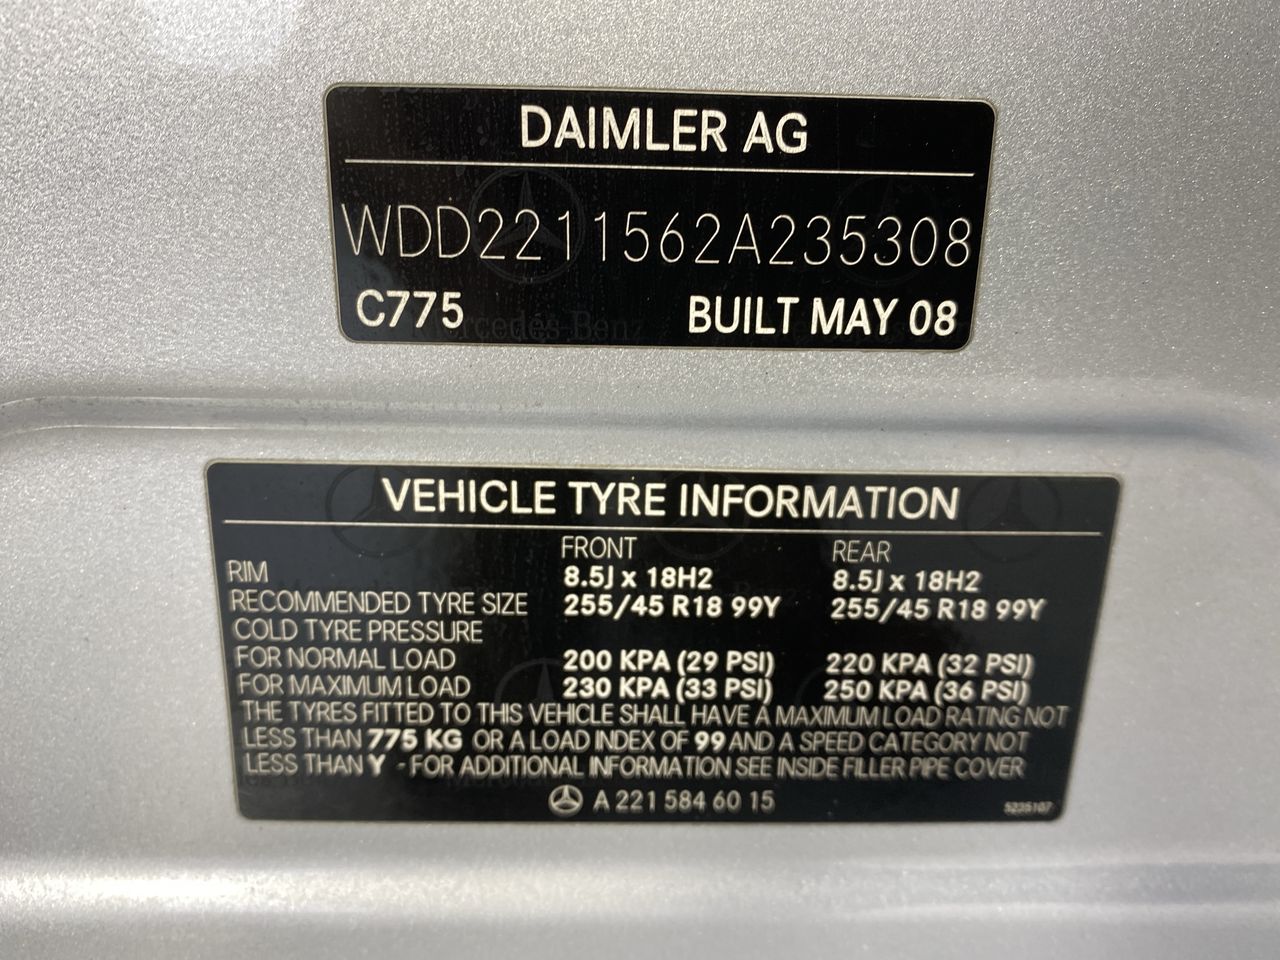 DAIMLER AG
WDD2211562A235308
C775 BUILT MAY 08
Mercedes-Benz
VEHICLE TYRE INFORMATION
FRONT REAR
RIM 8.5J x 18H2 8.5J x 18H2
RECOMMENDED TYRE SIZE 255/45 R18 99Y 255/45 R18 99Y
COLD TYRE PRESSURE
FOR NORMAL LOAD 200 KPA (29 PSI) 220 KPA (32 PSI)
FOR MAXIMUM LOAD 230 KPA (33 PSI) 250 KPA (36 PSI)
THE TYRES FITTED TO THIS VEHICLE SHALL HAVE A MAXIMUM LOAD RATING NOT
LESS THAN 775 KG OR A LOAD INDEX OF 99 AND A SPEED CATEGORY NOT
LESS THAN Y - FOR ADDITIONAL INFORMATION SEE INSIDE FILLER PIPE COVER
A 221 584 60 15 5235107